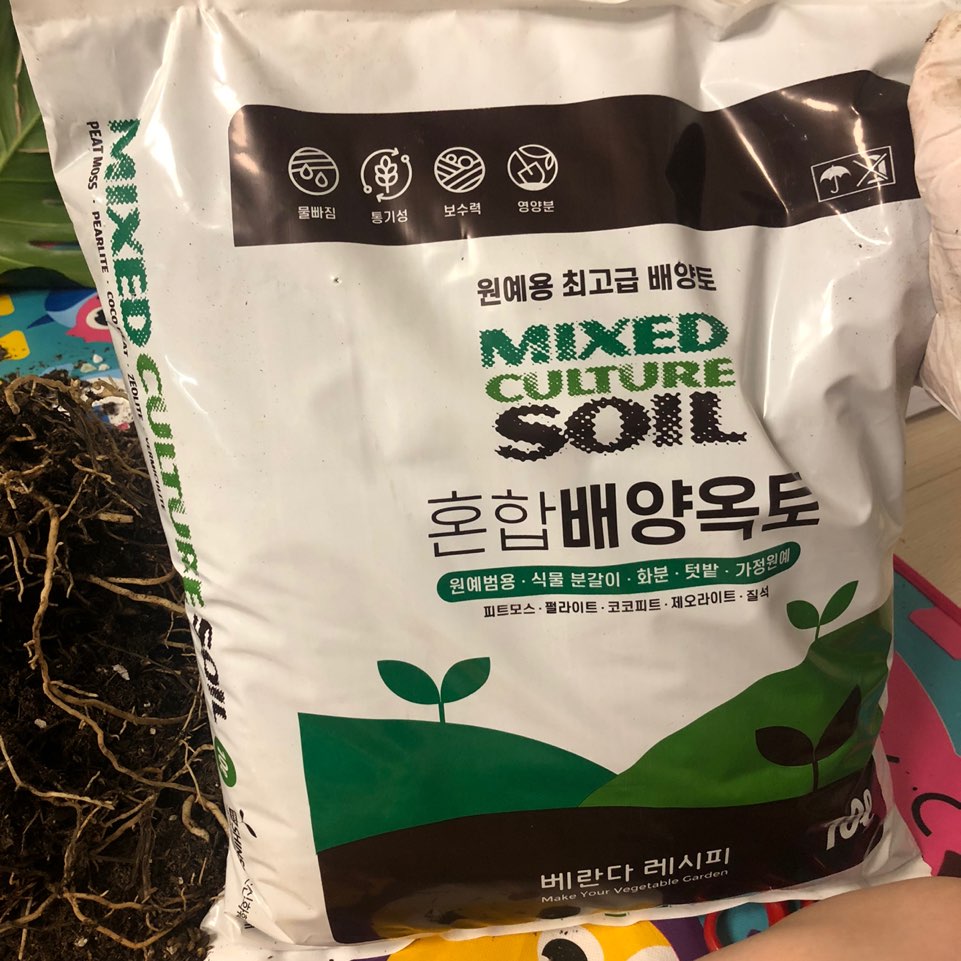 물빠짐
통기성
보수력
영양분
원예용 최고급 배양토
MIXED
CULTURE
SOIL
혼합배양옥토
원예범용 · 식물 분갈이 · 화분 · 텃밭 · 가정원예
피트모스 · 펄라이트 · 코코피트 · 제오라이트 · 질석
10ℓ
베란다 레시피
Make Your Vegetable Garden
MIXED CULTURE SOIL
PEAT MOSS · PEARLITE